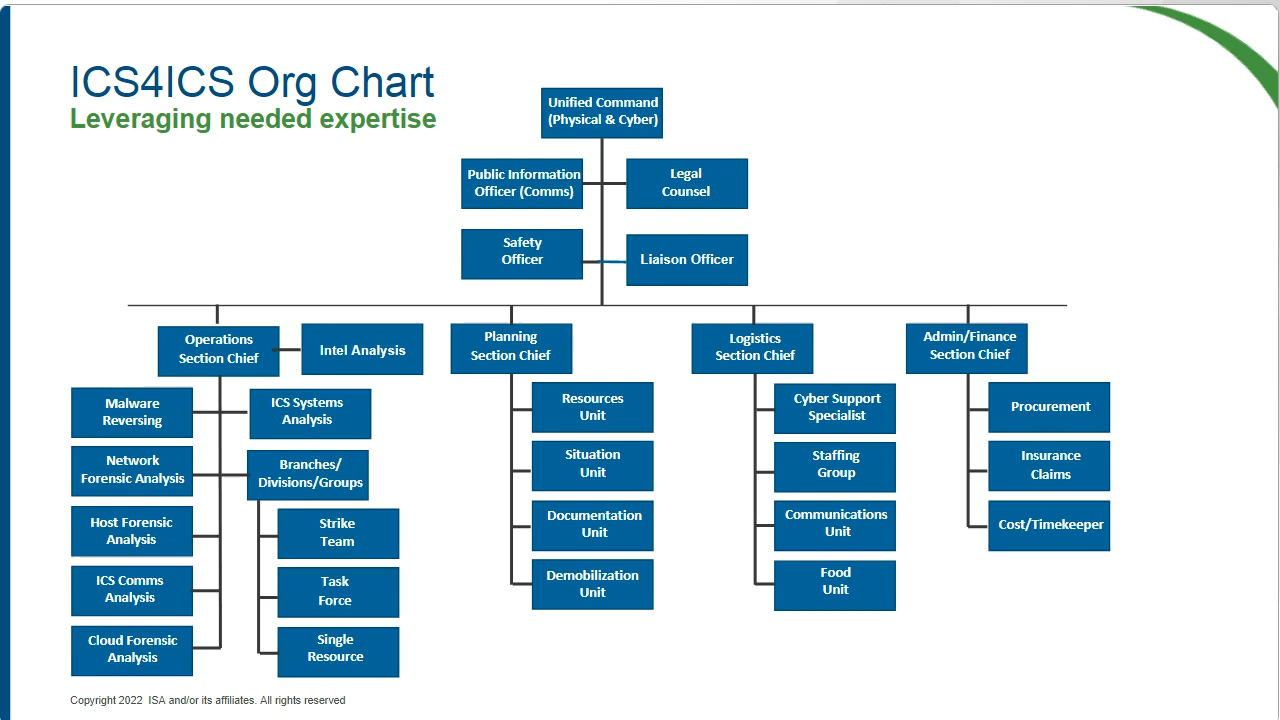 ICS4ICS Org Chart
Leveraging needed expertise
Unified Command
(Physical & Cyber)
Public Information
Officer (Comms)
Legal
Counsel
Safety
Officer
Liaison Officer
Operations
Section Chief
Intel Analysis
Malware
Reversing
ICS Systems
Analysis
Network
Forensic Analysis
Branches/
Divisions/Groups
Host Forensic
Analysis
Strike
Team
ICS Comms
Analysis
Task
Force
Cloud Forensic
Analysis
Single
Resource
Planning
Section Chief
Resources
Unit
Situation
Unit
Documentation
Unit
Demobilization
Unit
Logistics
Section Chief
Cyber Support
Specialist
Staffing
Group
Communications
Unit
Food
Unit
Admin/Finance
Section Chief
Procurement
Insurance
Claims
Cost/Timekeeper
Copyright 2022 ISA and/or its affiliates. All rights reserved